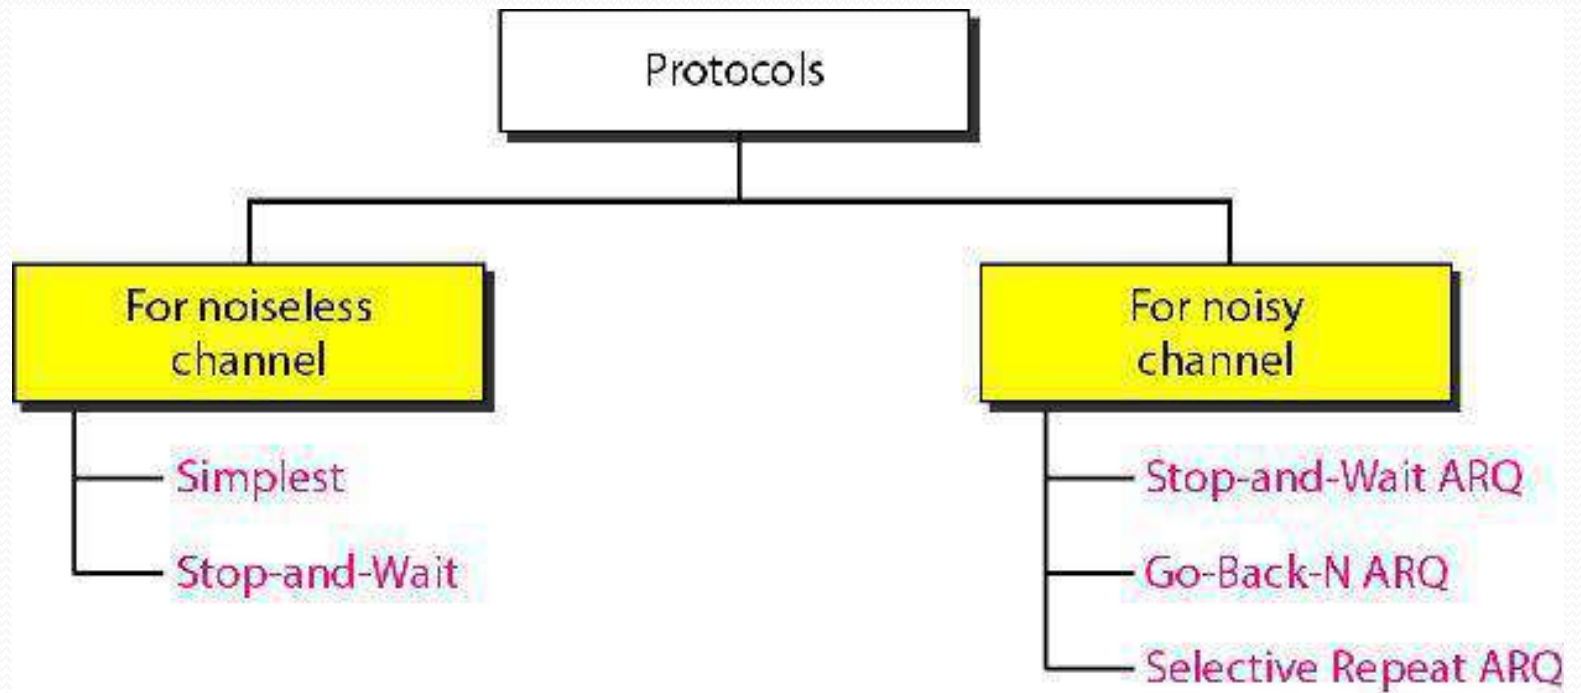 Protocols
For noiseless
channel
Simplest
Stop-and-Wait
For noisy
channel
Stop-and-Wait ARQ
Go-Back-N ARQ
Selective Repeat ARQ